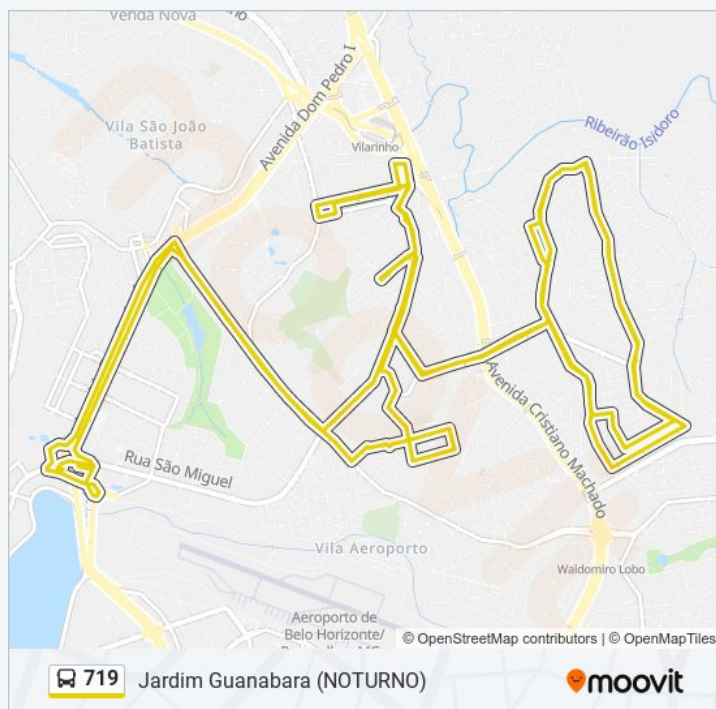 Venda Nova
Avenida Dom Pedro I
Vila São João
Batista
Vilarinho
Ribeirão Isidoro
Avenida Cristiano Machado
Rua São Miguel
Vila Aeroporto
Waldomiro Lobo
Aeroporto de
Belo Horizonte/
© OpenStreetMap contributors | © OpenMapTiles
719 Jardim Guanabara (NOTURNO)
moovit